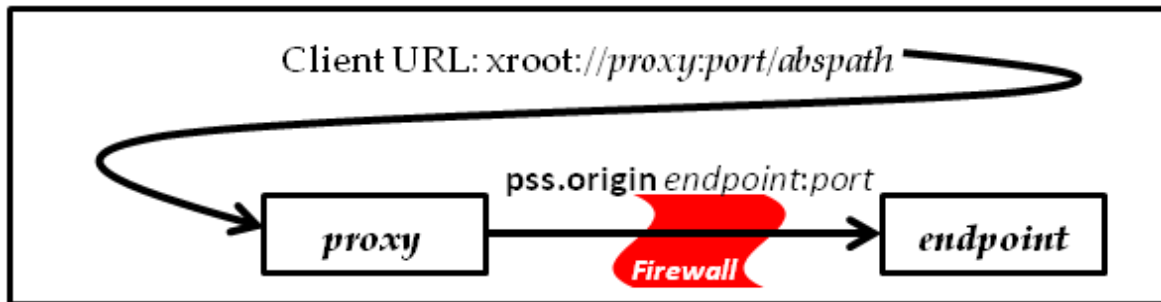 Client URL: xroot://proxy:port/abspath
pss.origin endpoint:port
proxy
Firewall
endpoint